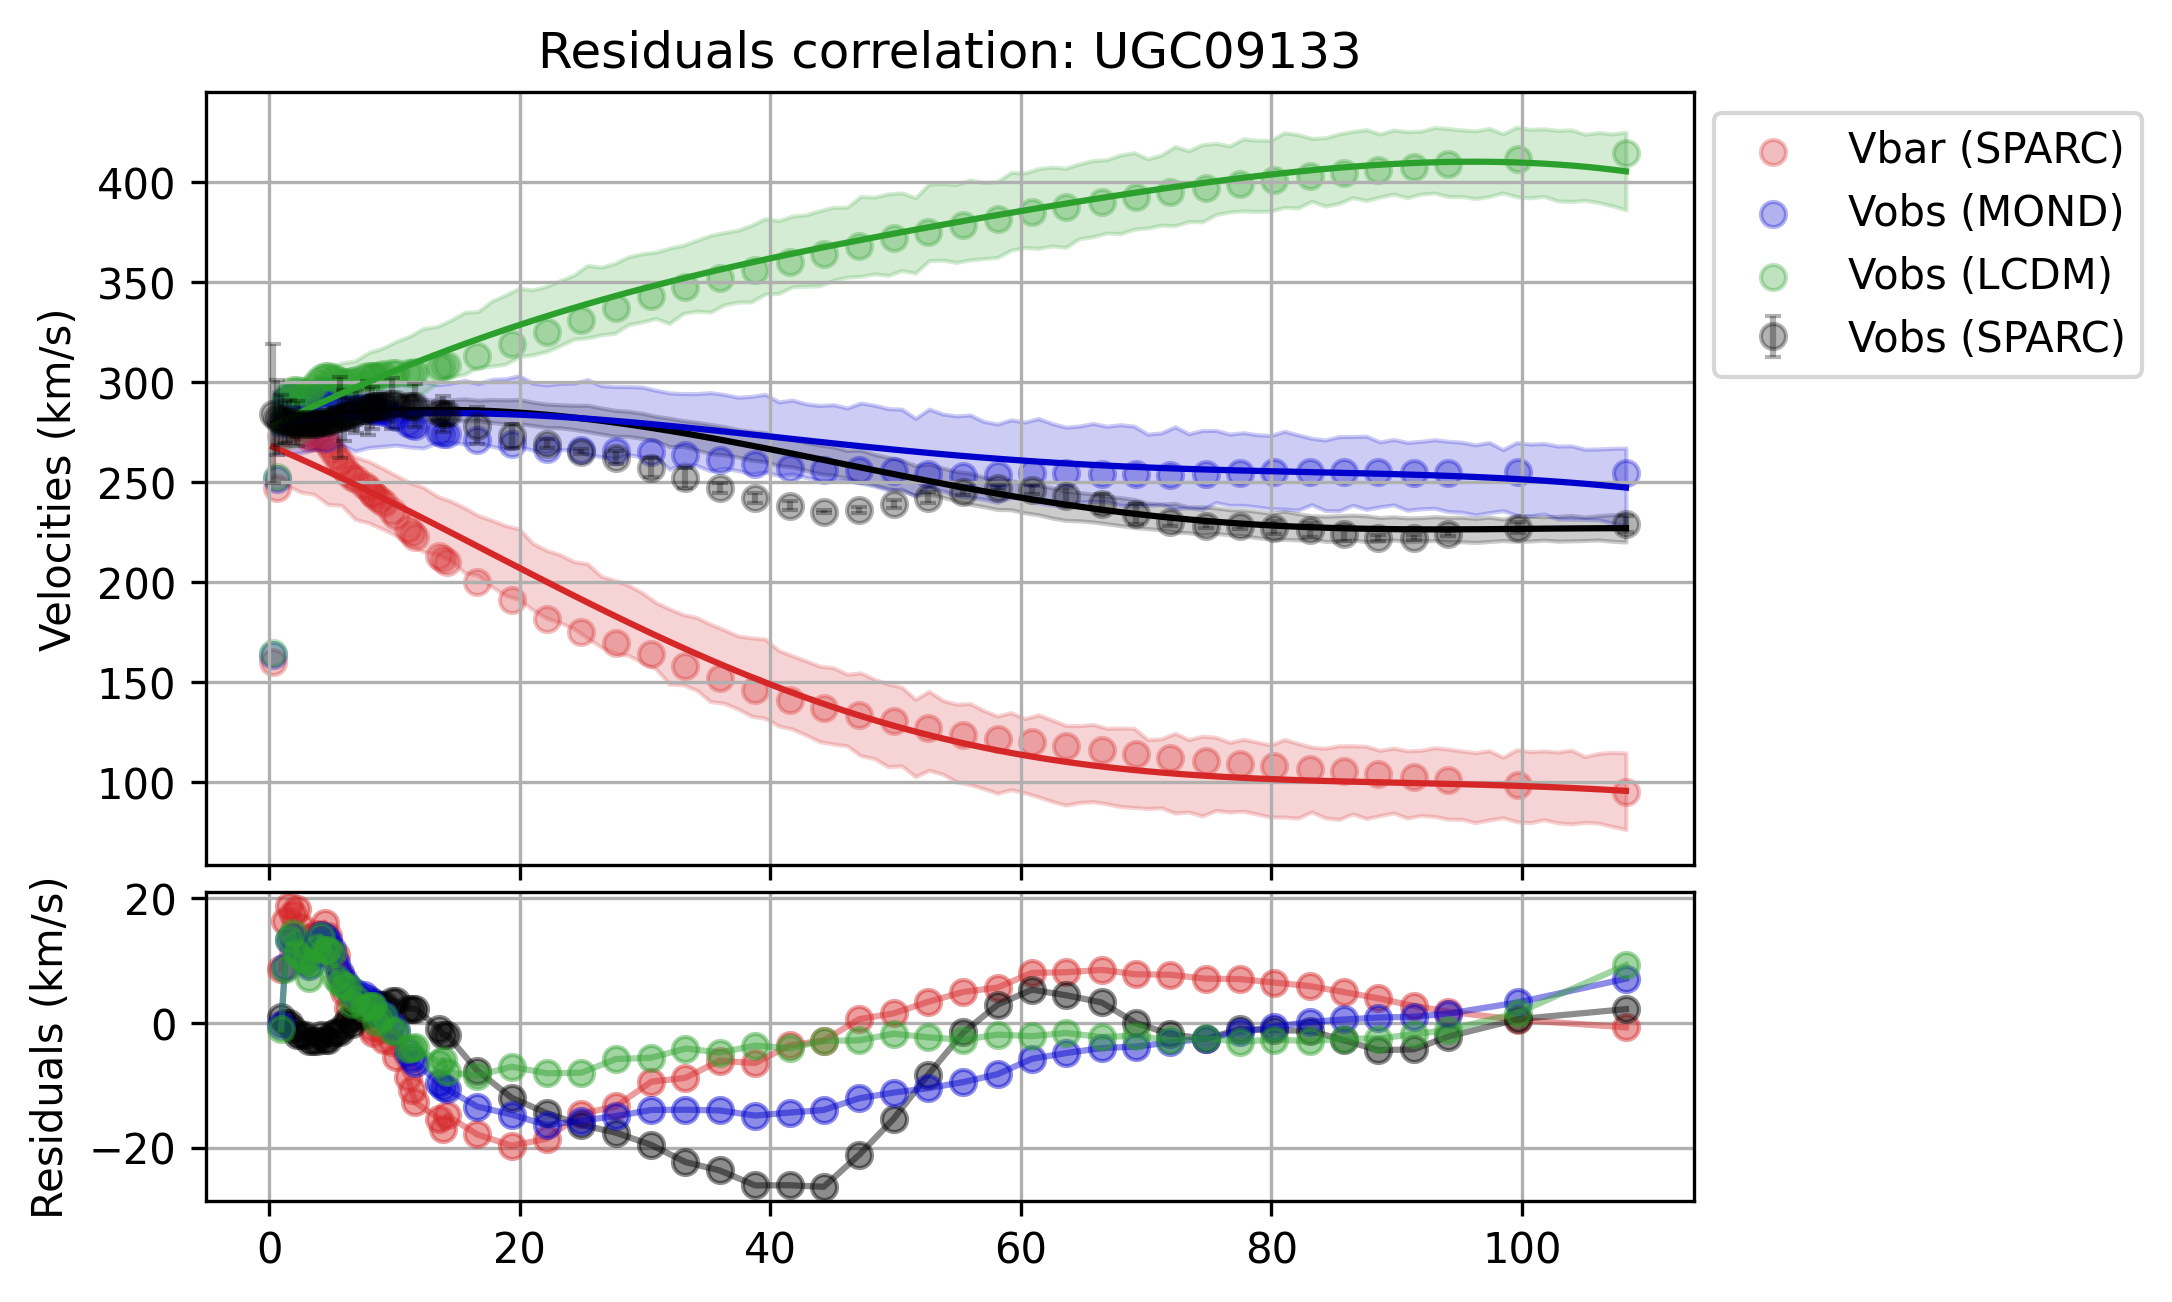 Residuals correlation: UGC09133
Velocities (km/s)
400
350
300
250
200
150
100
Vbar (SPARC)
Vobs (MOND)
Vobs (LCDM)
Vobs (SPARC)
Residuals (km/s)
20
0
−20
0 20 40 60 80 100